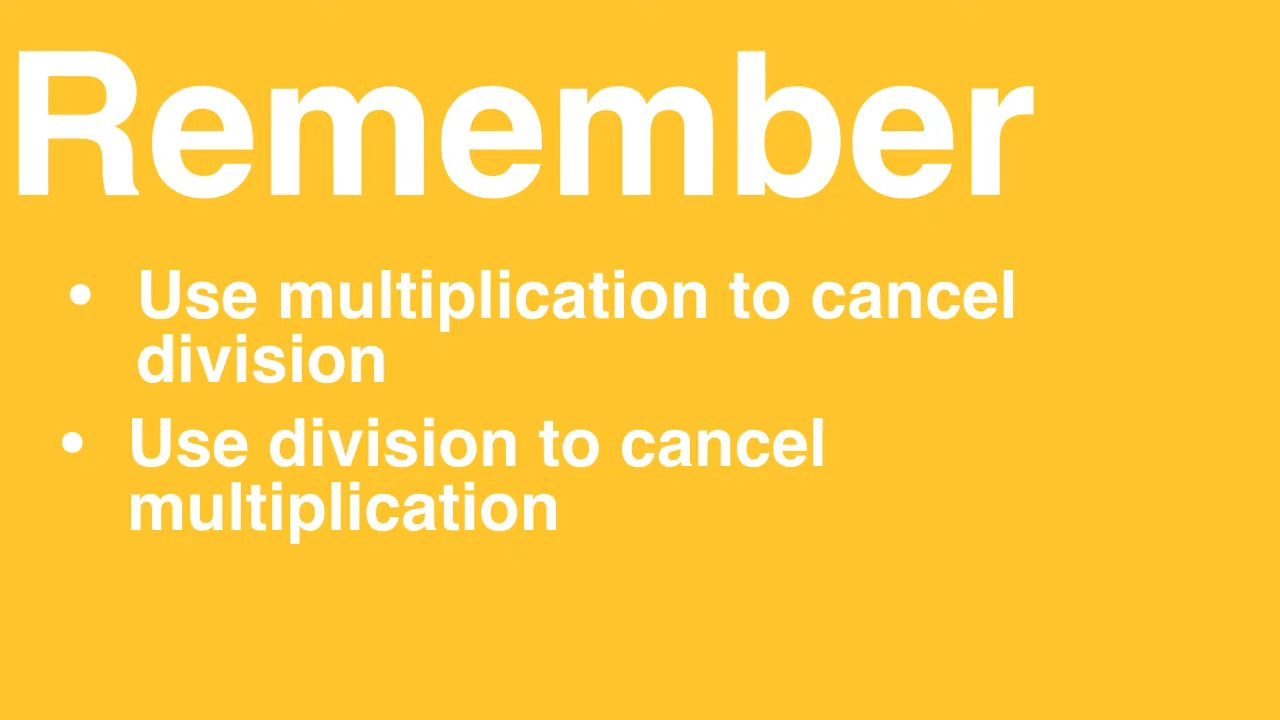 Remember
• Use multiplication to cancel
division
• Use division to cancel
multiplication